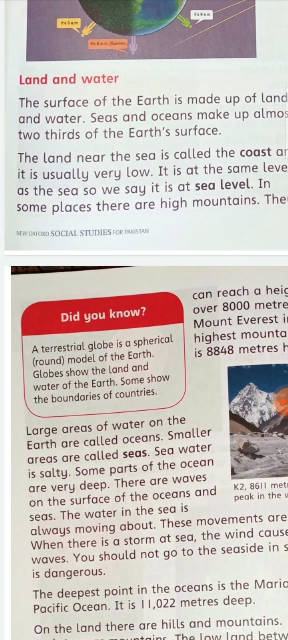 Land and water
The surface of the Earth is made up of land
and water. Seas and oceans make up almos
two thirds of the Earth's surface.
The land near the sea is called the coast an
it is usually very low. It is at the same leve
as the sea so we say it is at sea level. In
some places there are high mountains. The
NEW OXFORD SOCIAL STUDIES FOR PAKISTAN
Did you know?
A terrestrial globe is a spherical
(round) model of the Earth.
Globes show the land and
water of the Earth. Some show
the boundaries of countries.
can reach a heig
over 8000 metre
Mount Everest i
highest mounta
is 8848 metres h
Large areas of water on the
Earth are called oceans. Smaller
areas are called seas. Sea water
is salty. Some parts of the ocean
are very deep. There are waves
on the surface of the oceans and
seas. The water in the sea is
always moving about. These movements are
When there is a storm at sea, the wind cause
waves. You should not go to the seaside in s
is dangerous.
K2, 8611 metr
peak in the w
The deepest point in the oceans is the Maria
Pacific Ocean. It is 11,022 metres deep.
On the land there are hills and mountains.
mountains. The low land betw